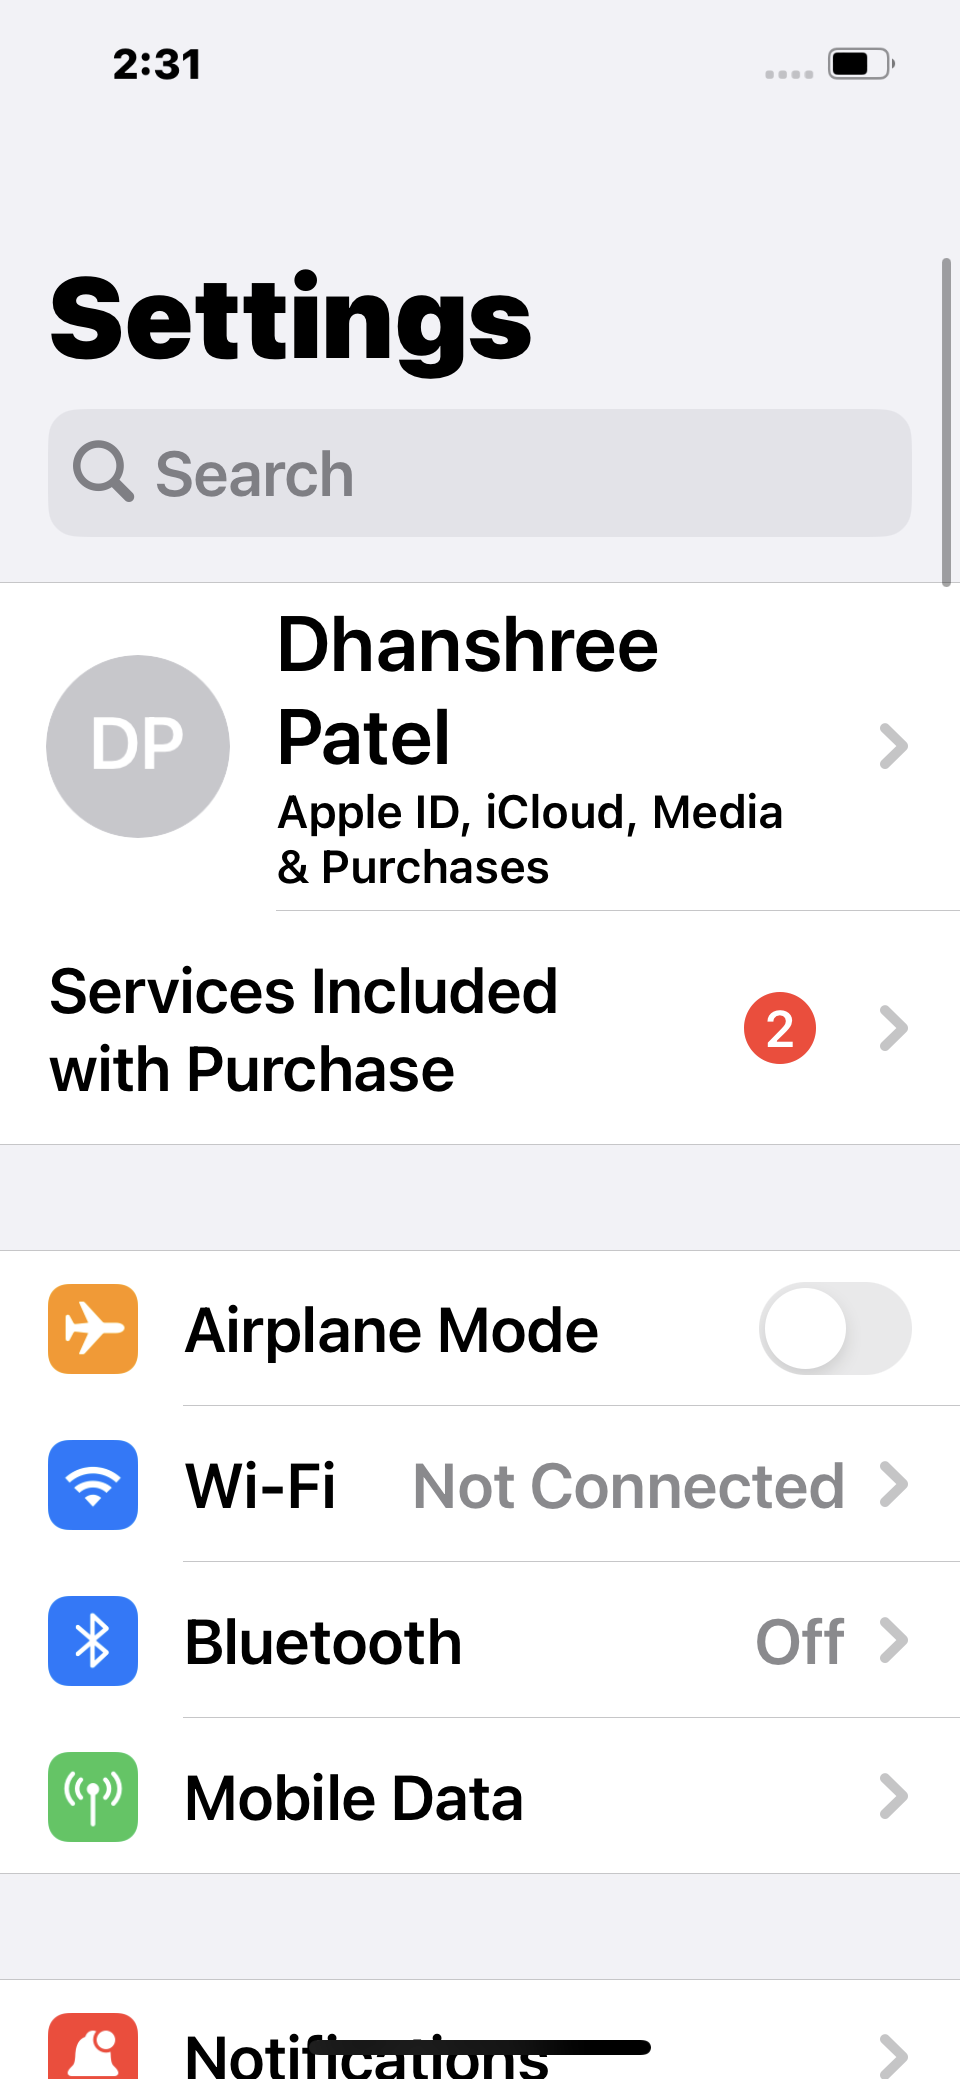 2:31
Settings
Search
DP
Dhanshree
Patel
Apple ID, iCloud, Media
& Purchases
Services Included
with Purchase
2
Airplane Mode
Wi-Fi Not Connected
Bluetooth Off
Mobile Data
Notifications